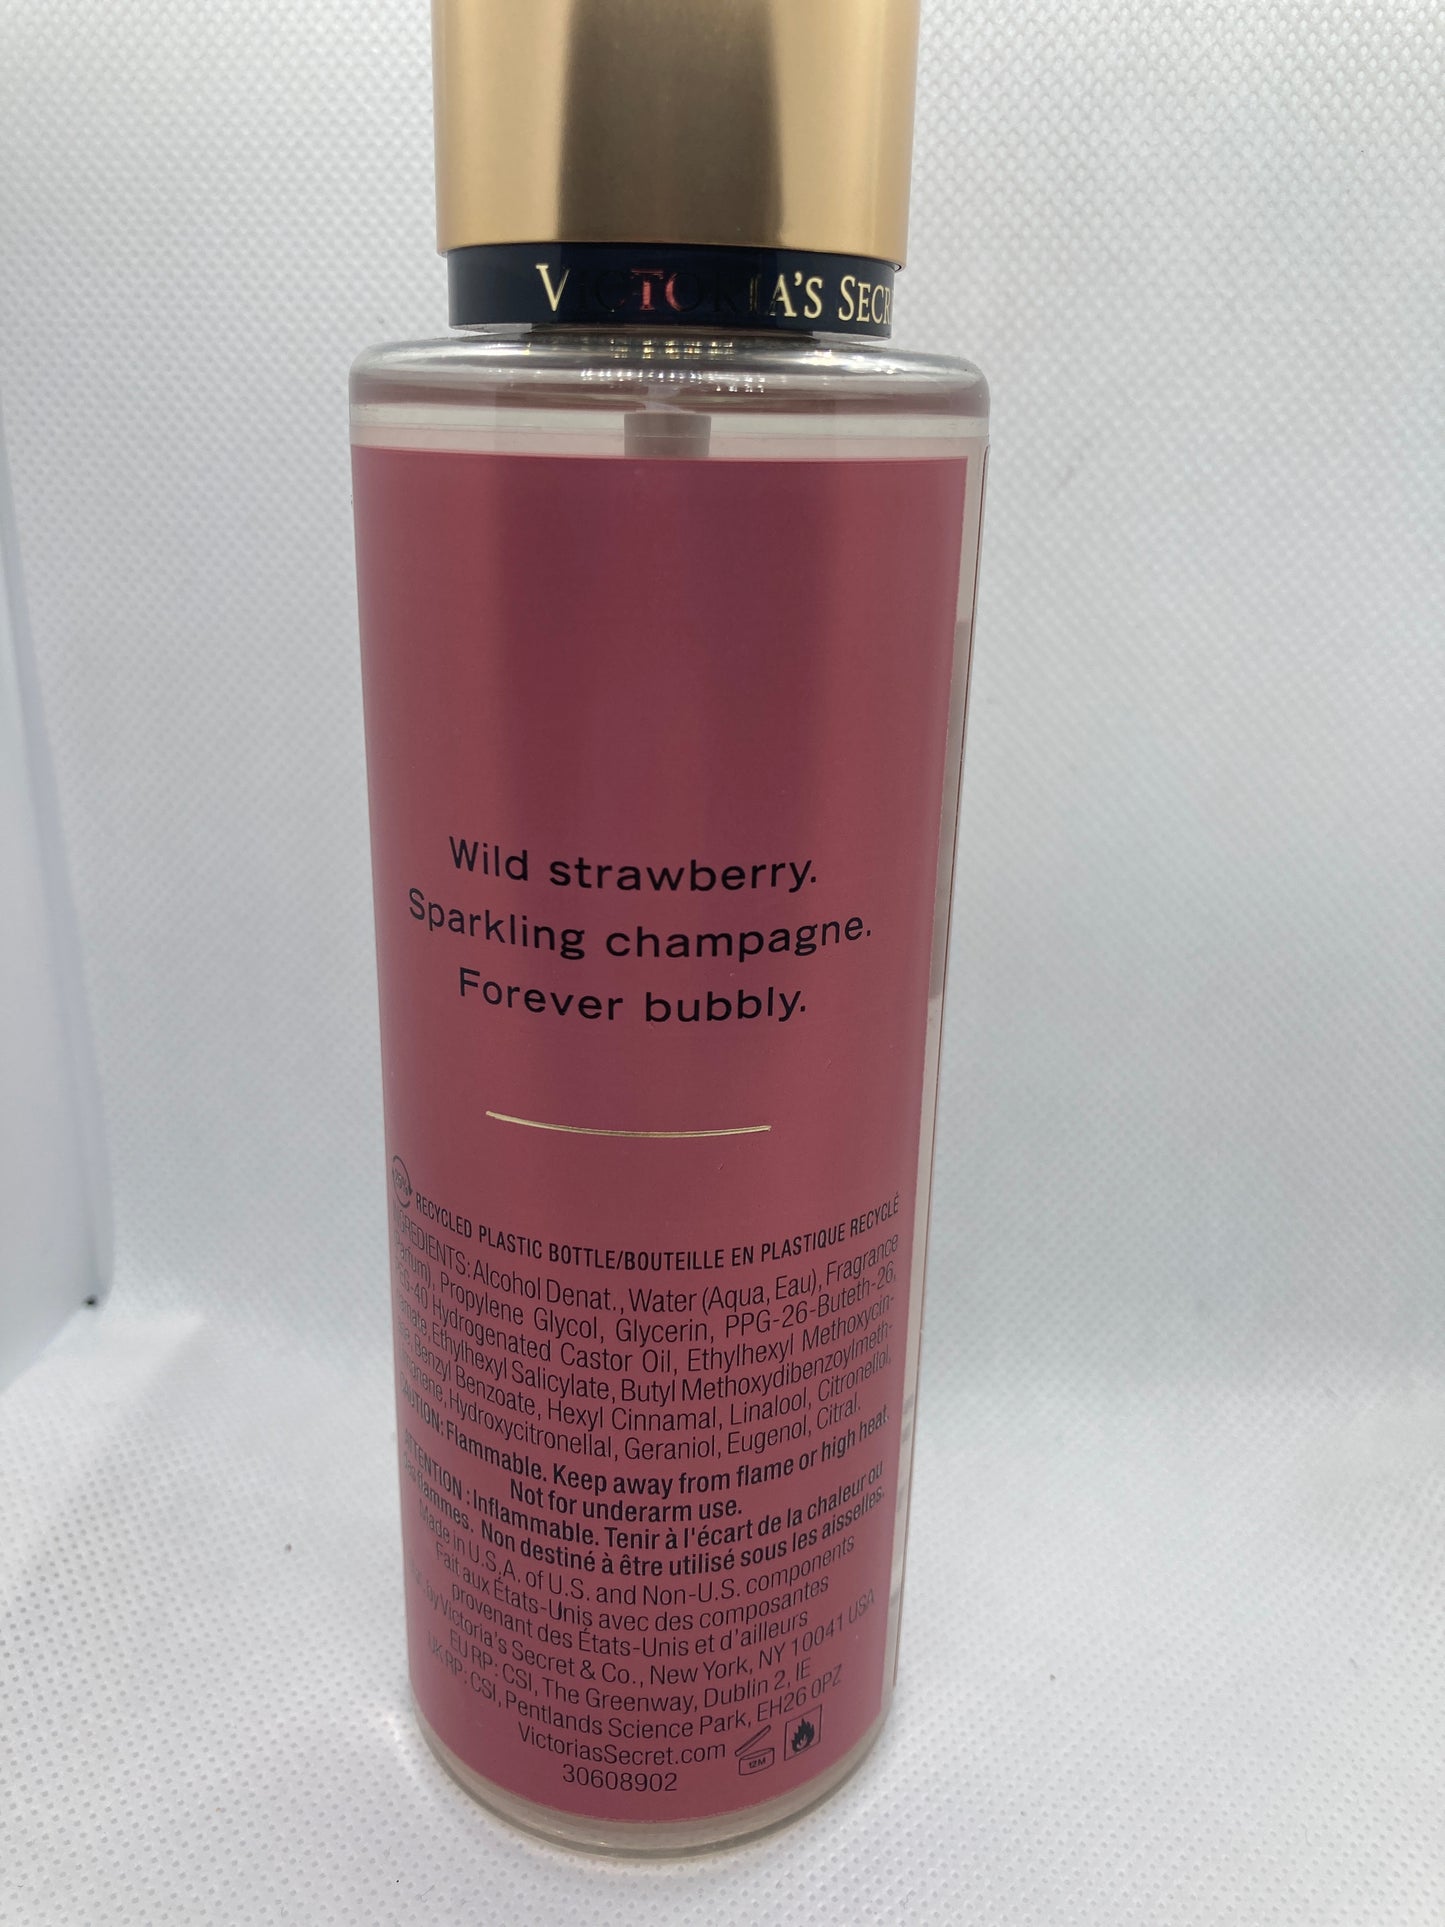 VICTORIA'S SECR
Wild strawberry.
Sparkling champagne.
Forever bubbly.
RECYCLED PLASTIC BOTTLE/BOUTEILLE EN PLASTIQUE RECYCLÉ
INGREDIENTS: Alcohol Denat., Water (Aqua, Eau), Fragrance
(Parfum), Propylene Glycol, Glycerin, PPG-26-Buteth-26,
PEG-40 Hydrogenated Castor Oil, Ethylhexyl Methoxycin-
namate, Ethylhexyl Salicylate, Butyl Methoxydibenzoylmeth-
ane, Benzyl Benzoate, Hexyl Cinnamal, Linalool, Citronellol,
Limonene, Hydroxycitronellal, Geraniol, Eugenol, Citral.
CAUTION: Flammable. Keep away from flame or high heat.
Not for underarm use.
ATTENTION : Inflammable. Tenir à l'écart de la chaleur ou
des flammes. Non destiné à être utilisé sous les aisselles.
Made in U.S.A. of U.S. and Non-U.S. components
Fait aux États-Unis avec des composantes
provenant des États-Unis et d'ailleurs
by Victoria's Secret & Co., New York, NY 10041 USA
EU RP: CSI, The Greenway, Dublin 2, IE
UK RP: CSI, Pentlands Science Park, EH26 0PZ
VictoriasSecret.com 12M
30608902